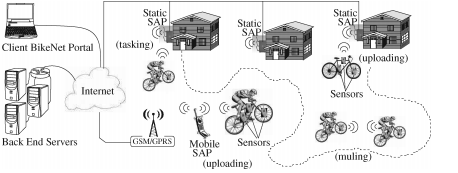 Static
SAP
(tasking)
Static
SAP
Static
SAP
(uploading)
Client BikeNet Portal
Internet
Sensors
Back End Servers
GSM/GPRS
Mobile
SAP
(uploading)
Sensors
(muling)